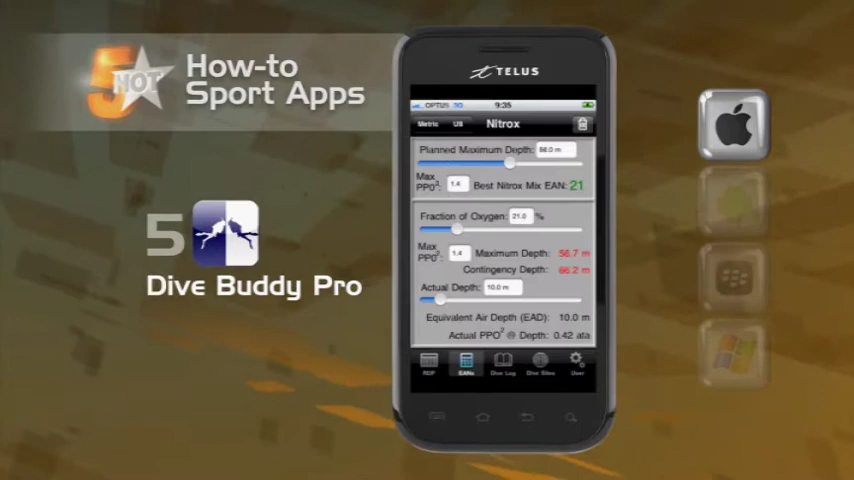 5 HOT
How-to
Sport Apps
5
Dive Buddy Pro
TELUS
OPTUS 3G 9:35
Metric US Nitrox
Planned Maximum Depth: 56.0 m
Max PPO²: 1.4 Best Nitrox Mix EAN: 21
Fraction of Oxygen: 21.0 %
Max PPO²: 1.4 Maximum Depth: 56.7 m
Contingency Depth: 66.2 m
Actual Depth: 10.0 m
Equivalent Air Depth (EAD): 10.0 m
Actual PPO² @ Depth: 0.42 ata
RDP EANx Dive Log Dive Sites User